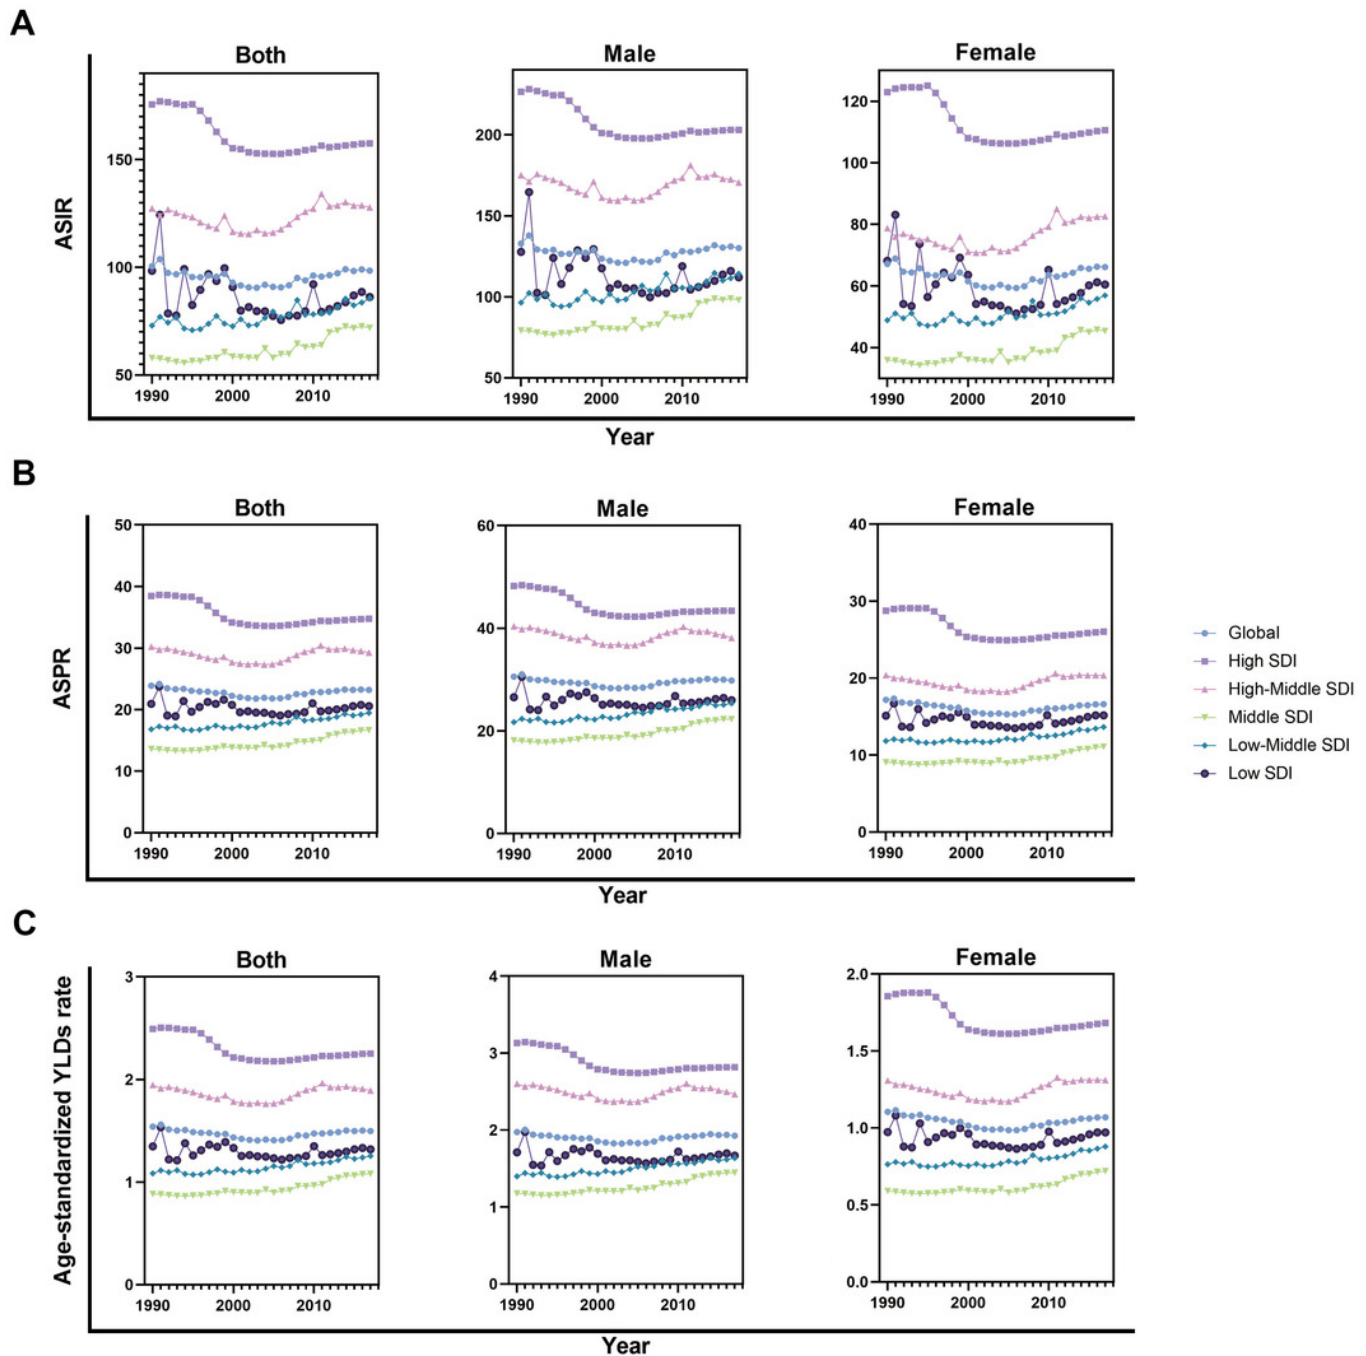 A
Both
Male
Female
ASIR
150
100
50
200
150
100
50
120
100
80
60
40
1990
2000
2010
1990
2000
2010
1990
2000
2010
Year
B
Both
Male
Female
ASPR
50
40
30
20
10
0
60
40
20
0
40
30
20
10
0
1990
2000
2010
1990
2000
2010
1990
2000
2010
Year
Global
High SDI
High-Middle SDI
Middle SDI
Low-Middle SDI
Low SDI
C
Both
Male
Female
Age-standardized YLDs rate
3
2
1
0
4
3
2
1
0
2.0
1.5
1.0
0.5
0.0
1990
2000
2010
1990
2000
2010
1990
2000
2010
Year